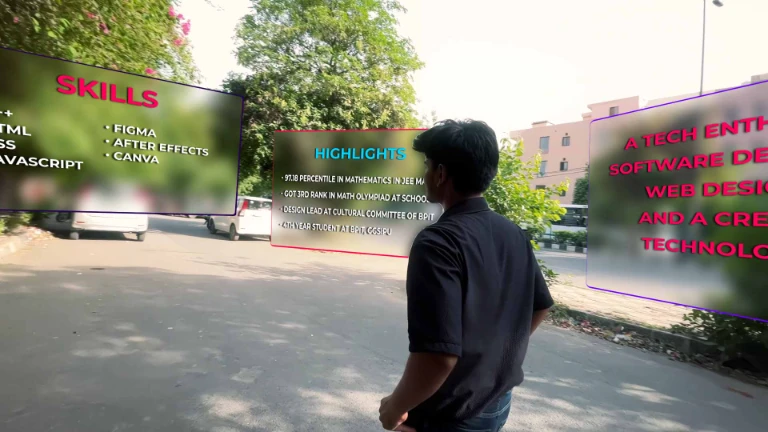 SKILLS
++
TML
SS
AVASCRIPT
• FIGMA
• AFTER EFFECTS
• CANVA
HIGHLIGHTS
• 97.18 PERCENTILE IN MATHEMATICS IN JEE MA
• GOT 3RD RANK IN MATH OLYMPIAD AT SCHOOL
• DESIGN LEAD AT CULTURAL COMMITTEE OF BPIT
• 4TH YEAR STUDENT AT BPIT, GGSIPU
A TECH ENTH
SOFTWARE DE
WEB DESIG
AND A CRE
TECHNOLO